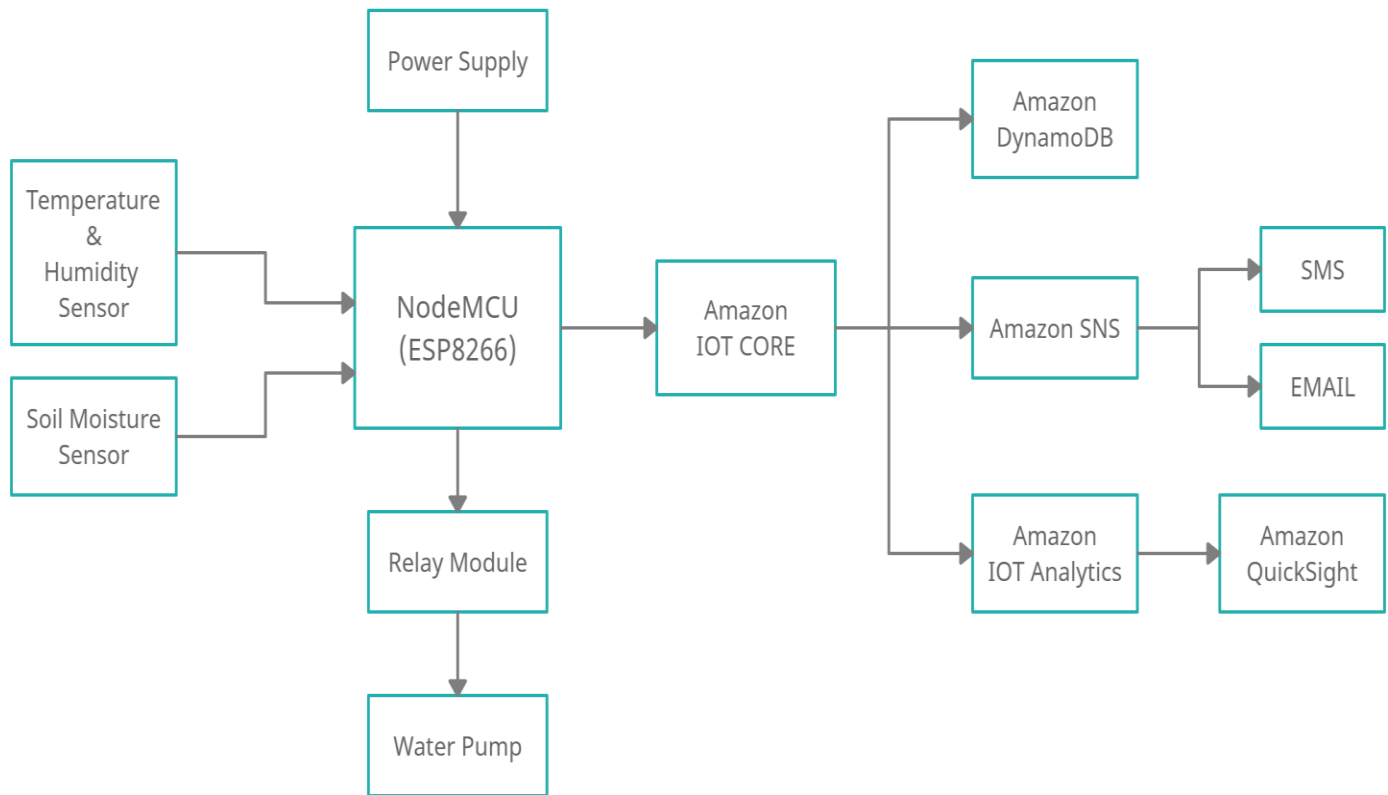 Power Supply
Temperature
&
Humidity
Sensor
Soil Moisture
Sensor
NodeMCU
(ESP8266)
Relay Module
Water Pump
Amazon
IOT CORE
Amazon
DynamoDB
Amazon SNS
SMS
EMAIL
Amazon
IOT Analytics
Amazon
QuickSight